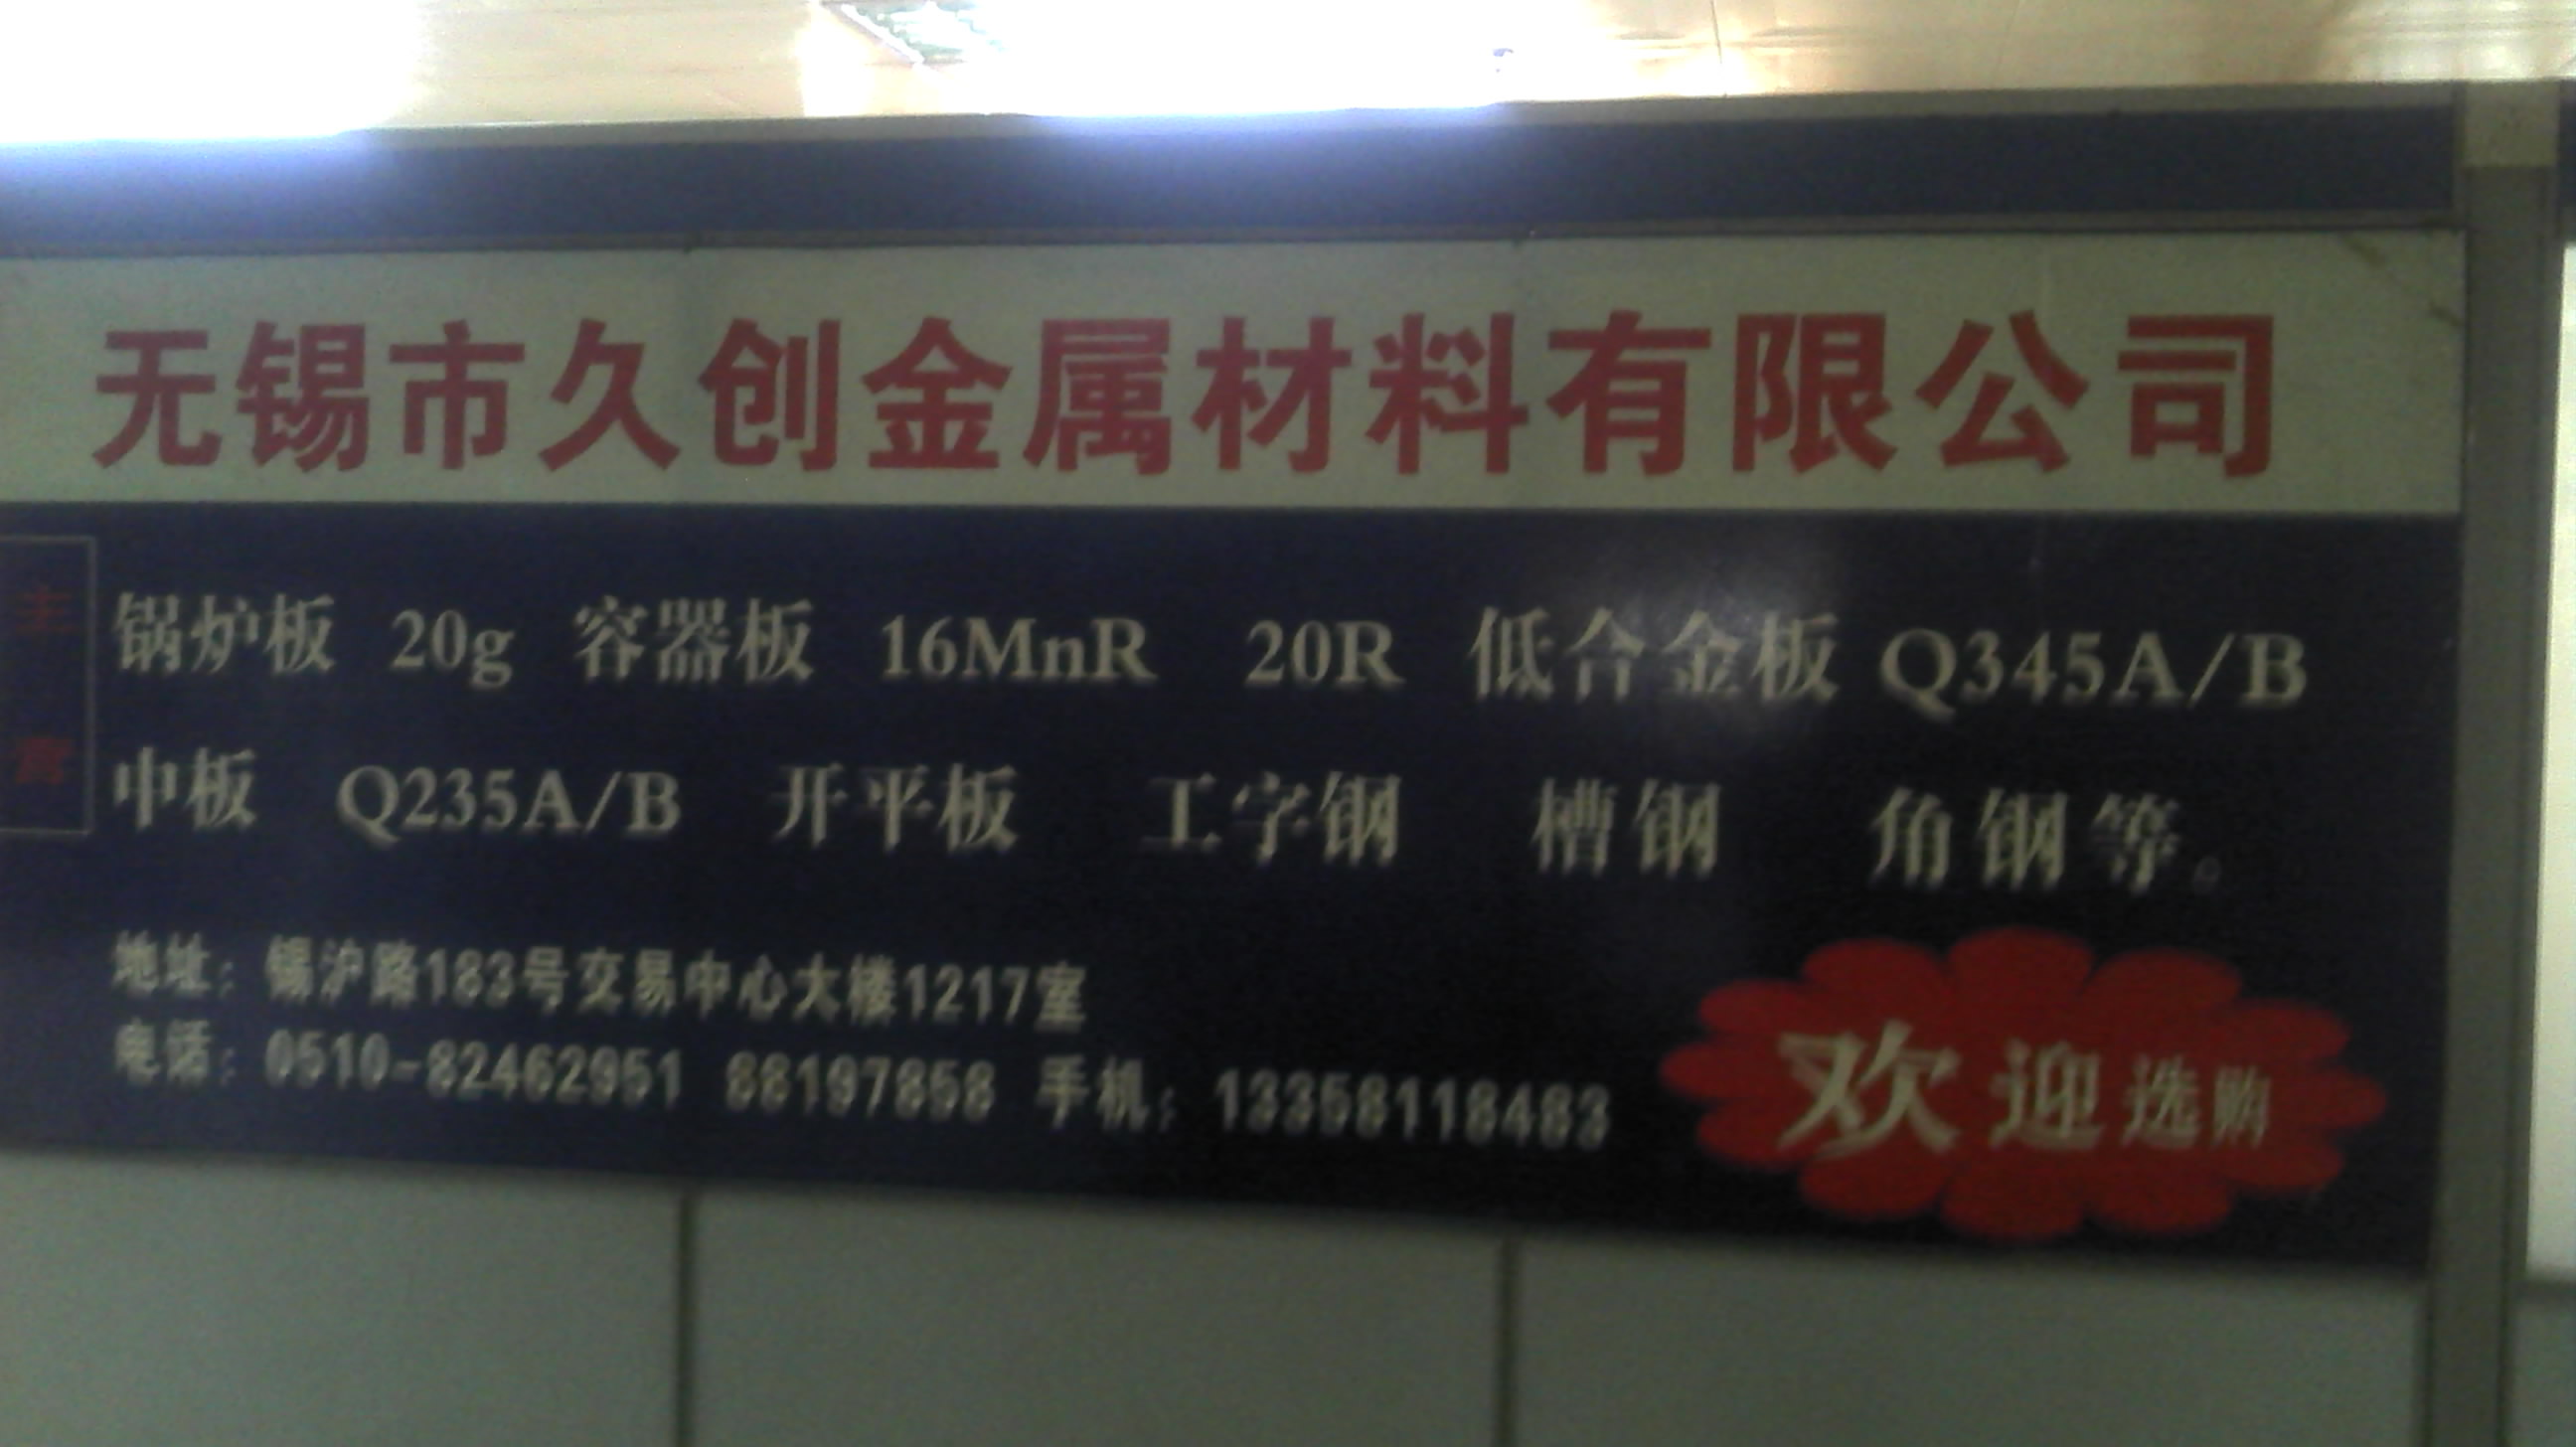 无锡市久创金属材料有限公司
主营
锅炉板 20g 容器板 16MnR 20R 低合金板 Q345A/B
中板 Q235A/B 开平板 工字钢 槽钢 角钢等。
地址：锡沪路183号交易中心大楼1217室
电话：0510-82462951 88197858 手机：13358118483
欢迎选购